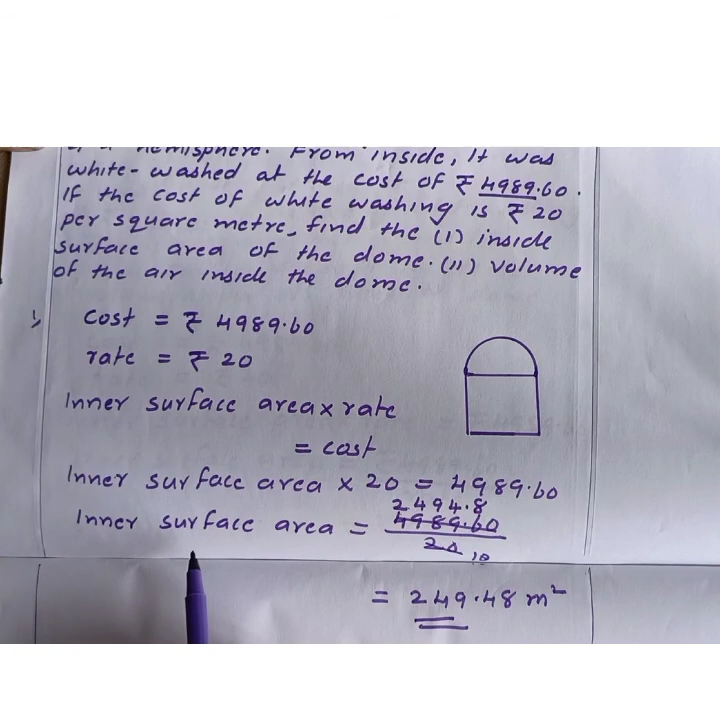 hemisphere. From inside, it was
white-washed at the cost of ₹ 4989.60.
If the cost of white washing is ₹ 20
per square metre, find the (i) inside
surface area of the dome. (ii) volume
of the air inside the dome.
cost = ₹ 4989.60
rate = ₹ 20
Inner surface area x rate
= cost
Inner surface area x 20 = 4989.60
2494.8
Inner surface area = 4989.60
20 10
= 249.48 m²